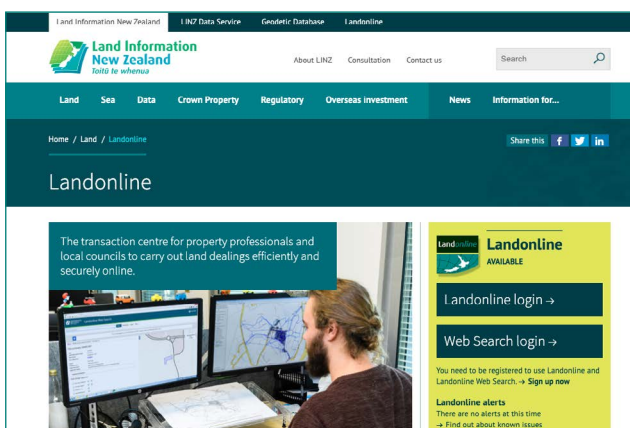 Land Information New Zealand LINZ Data Service Geodetic Database Landonline
Land Information
New Zealand
Toitū te whenua
About LINZ Consultation Contact us
Search
Land Sea Data Crown Property Regulatory Overseas investment News Information for...
Home / Land / Landonline
Share this f in
Landonline
The transaction centre for property professionals and
local councils to carry out land dealings efficiently and
securely online.
Landonline
Landonline
AVAILABLE
Landonline login →
Web Search login →
You need to be registered to use Landonline and
Landonline Web Search. → Sign up now
Landonline alerts
There are no alerts at this time
→ Find out about known issues